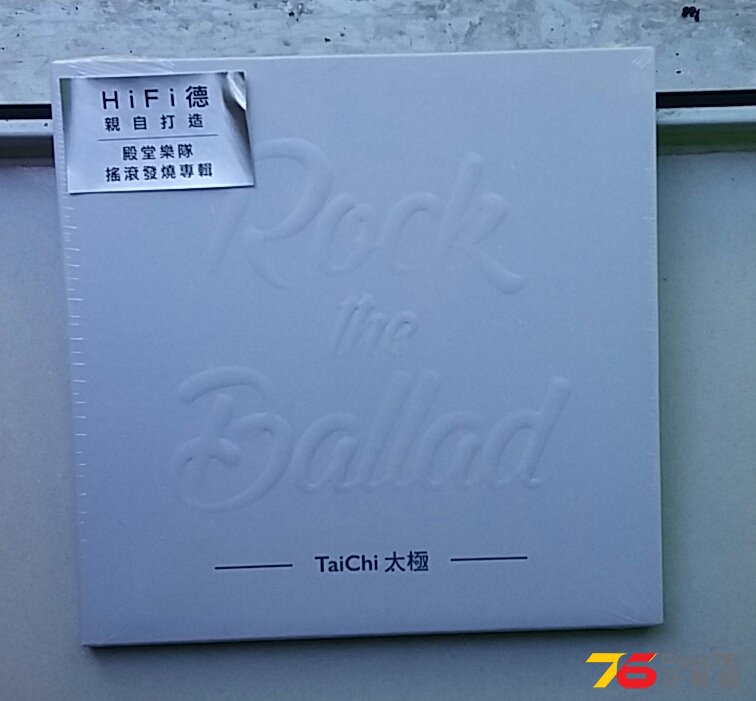 HiFi德
親自打造
殿堂樂隊
搖滾發燒專輯
Rock
the
Ballad
TaiChi 太極
76